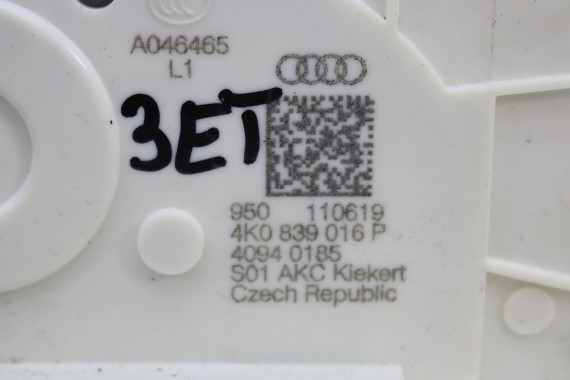 A046465
L1
3ET
950 110619
4K0 839 016 P
4094 0185
S01 AKC Kiekert
Czech Republic